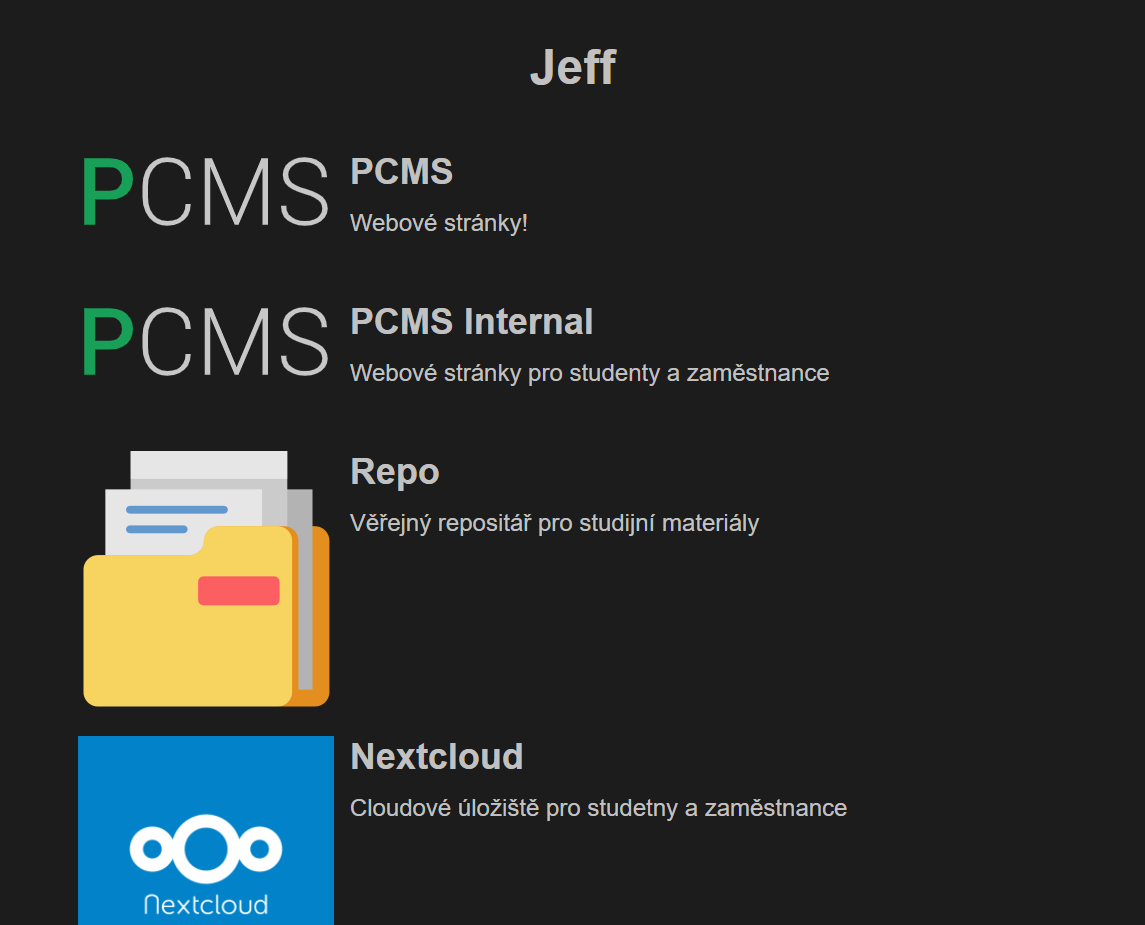 Jeff
PCMS
PCMS
Webové stránky!
PCMS
PCMS Internal
Webové stránky pro studenty a zaměstnance
Repo
Věřejný repositář pro studijní materiály
Nextcloud
Cloudové úložiště pro studetny a zaměstnance
Nextcloud